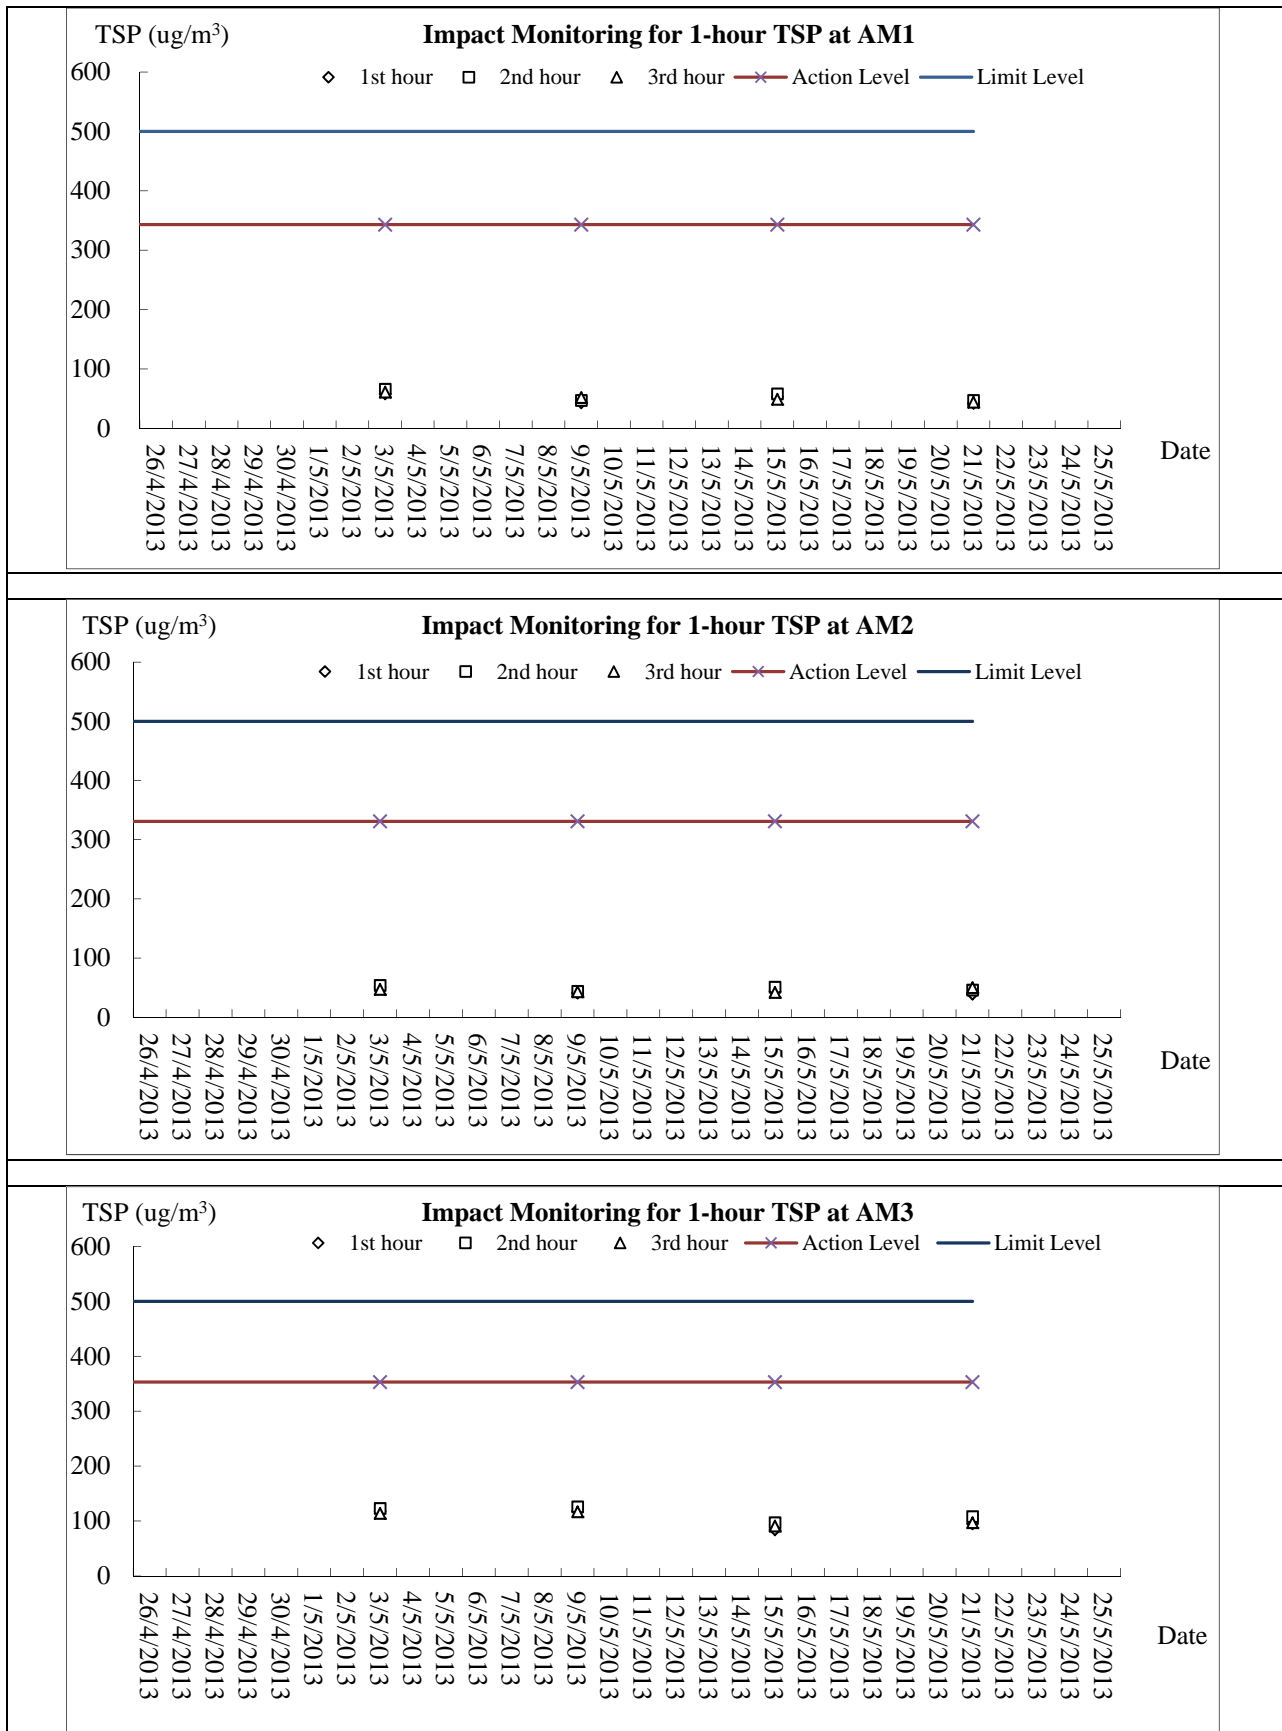 TSP (ug/m³) Impact Monitoring for 1-hour TSP at AM1
1st hour 2nd hour 3rd hour Action Level Limit Level
600
500
400
300
200
100
0
26/4/2013 27/4/2013 28/4/2013 29/4/2013 30/4/2013 1/5/2013 2/5/2013 3/5/2013 4/5/2013 5/5/2013 6/5/2013 7/5/2013 8/5/2013 9/5/2013 10/5/2013 11/5/2013 12/5/2013 13/5/2013 14/5/2013 15/5/2013 16/5/2013 17/5/2013 18/5/2013 19/5/2013 20/5/2013 21/5/2013 22/5/2013 23/5/2013 24/5/2013 25/5/2013
Date
TSP (ug/m³) Impact Monitoring for 1-hour TSP at AM2
1st hour 2nd hour 3rd hour Action Level Limit Level
600
500
400
300
200
100
0
26/4/2013 27/4/2013 28/4/2013 29/4/2013 30/4/2013 1/5/2013 2/5/2013 3/5/2013 4/5/2013 5/5/2013 6/5/2013 7/5/2013 8/5/2013 9/5/2013 10/5/2013 11/5/2013 12/5/2013 13/5/2013 14/5/2013 15/5/2013 16/5/2013 17/5/2013 18/5/2013 19/5/2013 20/5/2013 21/5/2013 22/5/2013 23/5/2013 24/5/2013 25/5/2013
Date
TSP (ug/m³) Impact Monitoring for 1-hour TSP at AM3
1st hour 2nd hour 3rd hour Action Level Limit Level
600
500
400
300
200
100
0
26/4/2013 27/4/2013 28/4/2013 29/4/2013 30/4/2013 1/5/2013 2/5/2013 3/5/2013 4/5/2013 5/5/2013 6/5/2013 7/5/2013 8/5/2013 9/5/2013 10/5/2013 11/5/2013 12/5/2013 13/5/2013 14/5/2013 15/5/2013 16/5/2013 17/5/2013 18/5/2013 19/5/2013 20/5/2013 21/5/2013 22/5/2013 23/5/2013 24/5/2013 25/5/2013
Date